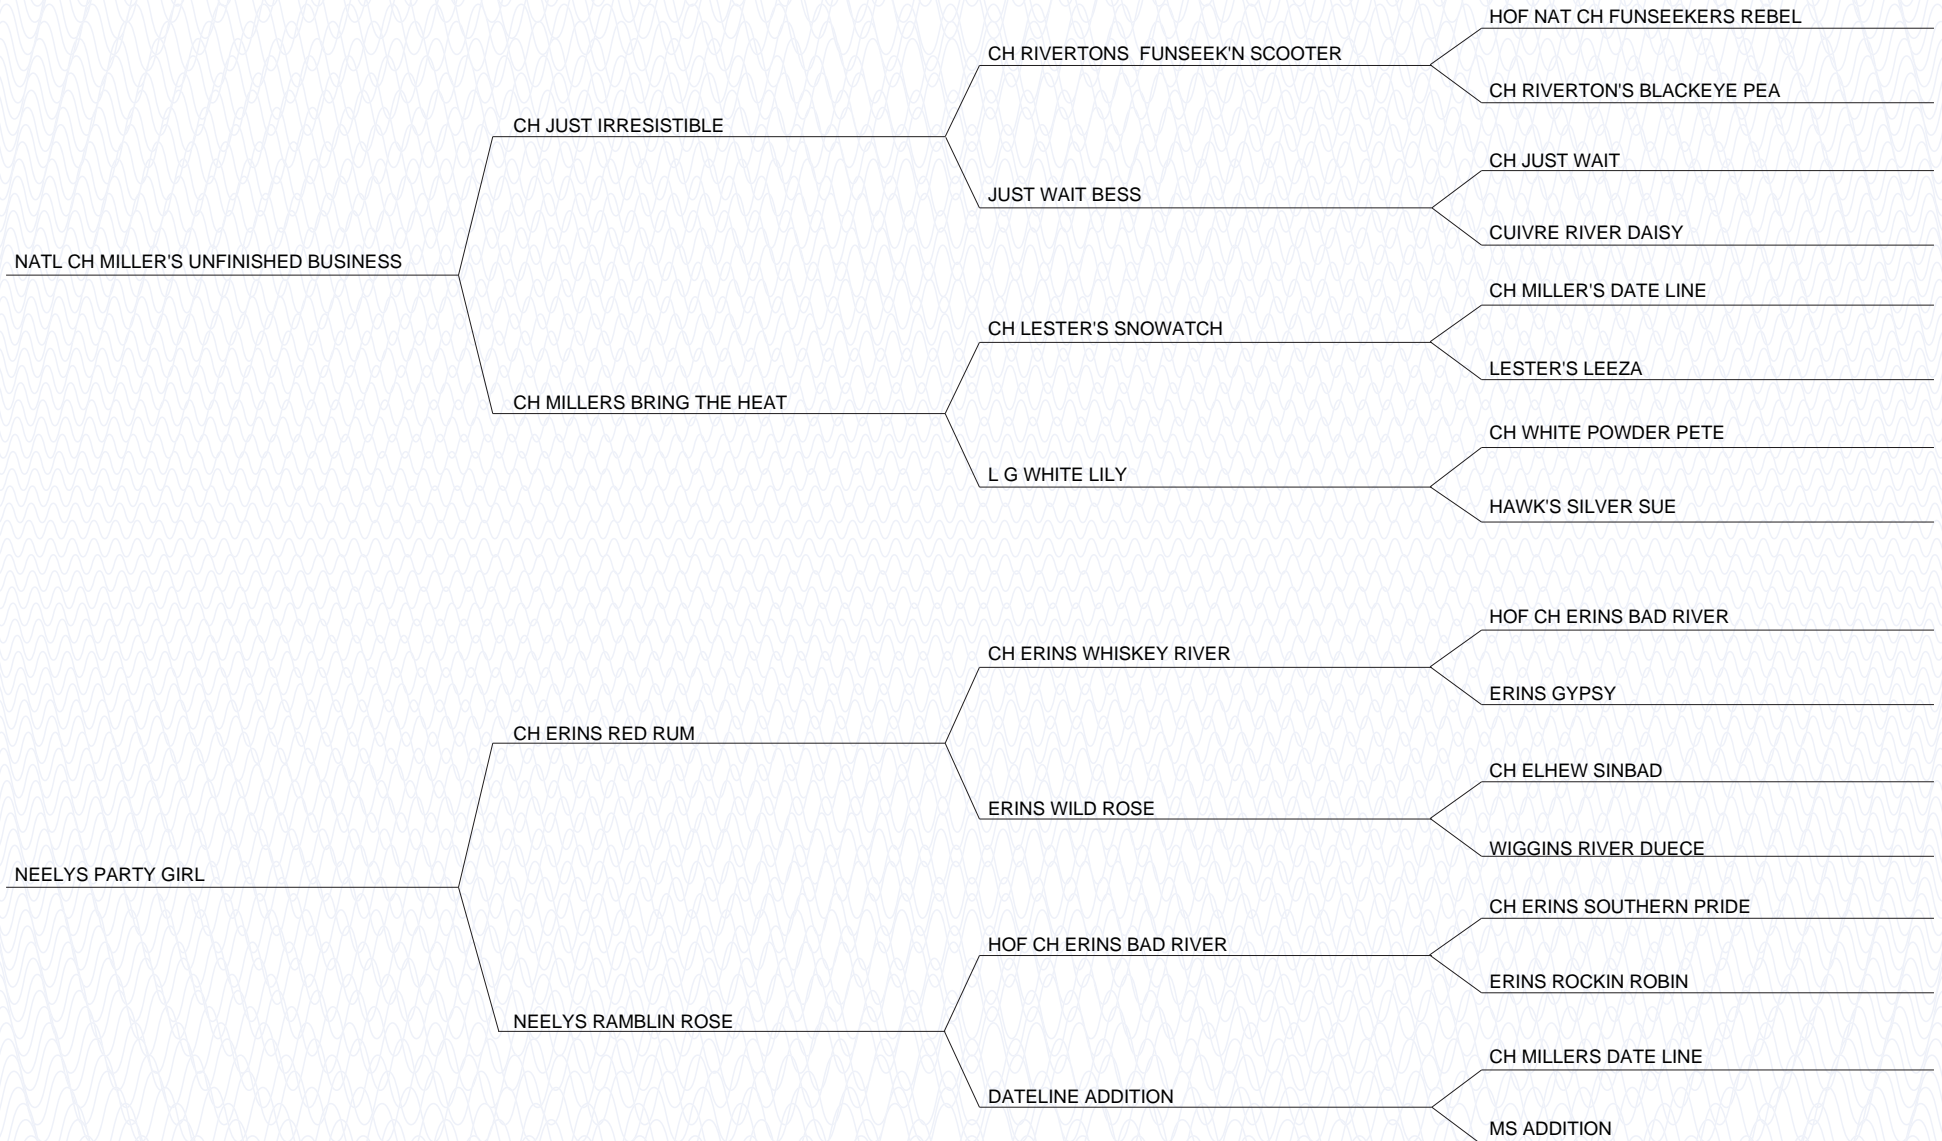 HOF NAT CH FUNSEEKERS REBEL
CH RIVERTONS  FUNSEEK'N SCOOTER
CH RIVERTON'S BLACKEYE PEA
CH JUST IRRESISTIBLE
CH JUST WAIT
JUST WAIT BESS
CUIVRE RIVER DAISY
NATL CH MILLER'S UNFINISHED BUSINESS
CH MILLER'S DATE LINE
CH LESTER'S SNOWATCH
LESTER'S LEEZA
CH MILLERS BRING THE HEAT
CH WHITE POWDER PETE
L G WHITE LILY
HAWK'S SILVER SUE
HOF CH ERINS BAD RIVER
CH ERINS WHISKEY RIVER
ERINS GYPSY
CH ERINS RED RUM
CH ELHEW SINBAD
ERINS WILD ROSE
WIGGINS RIVER DUECE
NEELYS PARTY GIRL
CH ERINS SOUTHERN PRIDE
HOF CH ERINS BAD RIVER
ERINS ROCKIN ROBIN
NEELYS RAMBLIN ROSE
CH MILLERS DATE LINE
DATELINE ADDITION
MS ADDITION